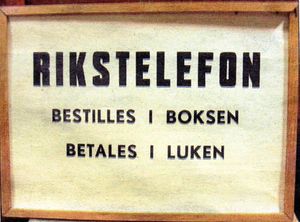 RIKSTELEFON
BESTILLES I BOKSEN
BETALES I LUKEN